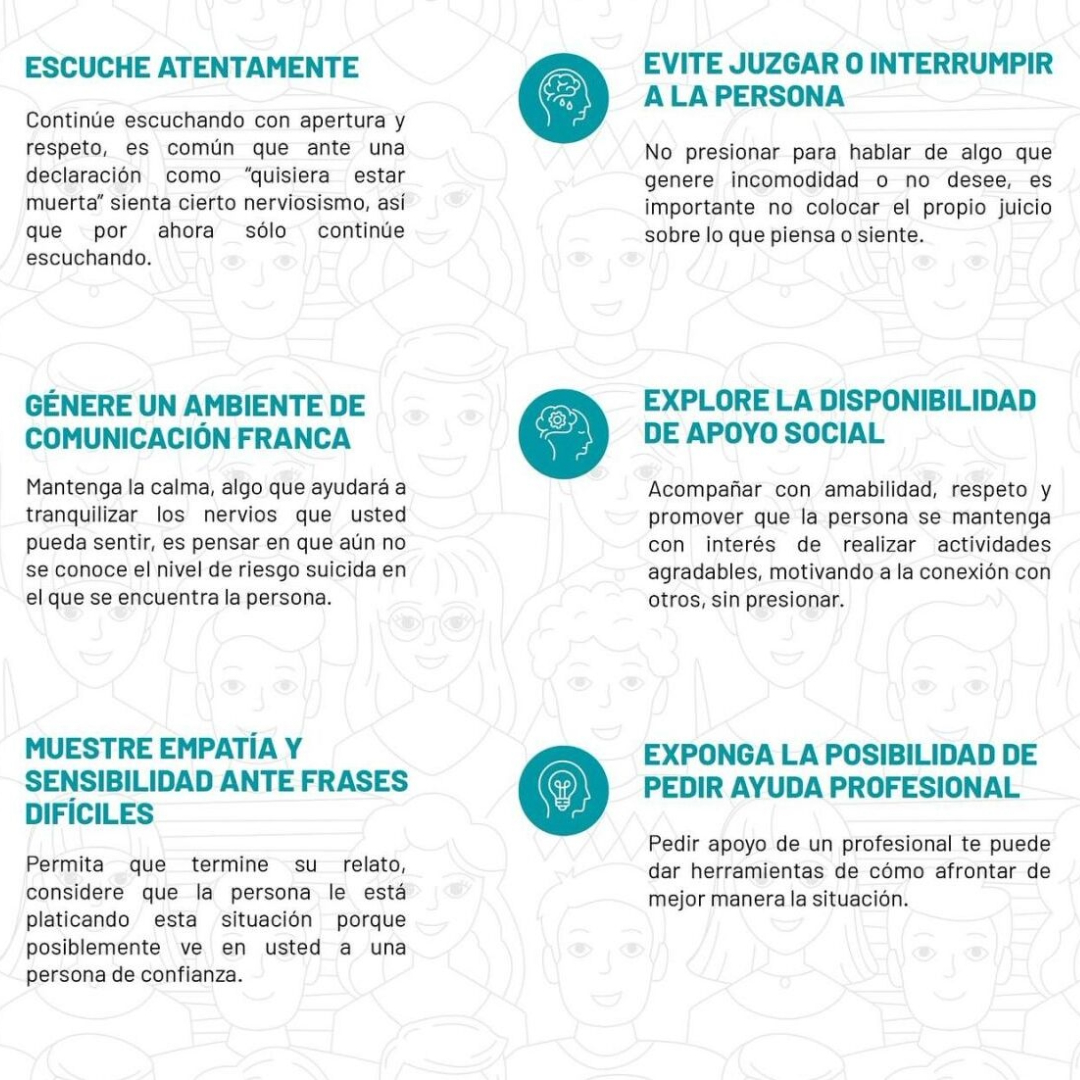 ESCUCHE ATENTAMENTE
Continúe escuchando con apertura y
respeto, es común que ante una
declaración como “quisiera estar
muerta” sienta cierto nerviosismo, así
que por ahora sólo continúe
escuchando.
EVITE JUZGAR O INTERRUMPIR
A LA PERSONA
No presionar para hablar de algo que
genere incomodidad o no desee, es
importante no colocar el propio juicio
sobre lo que piensa o siente.
GÉNERE UN AMBIENTE DE
COMUNICACIÓN FRANCA
Mantenga la calma, algo que ayudará a
tranquilizar los nervios que usted
pueda sentir, es pensar en que aún no
se conoce el nivel de riesgo suicida en
el que se encuentra la persona.
EXPLORE LA DISPONIBILIDAD
DE APOYO SOCIAL
Acompañar con amabilidad, respeto y
promover que la persona se mantenga
con interés de realizar actividades
agradables, motivando a la conexión con
otros, sin presionar.
MUESTRE EMPATÍA Y
SENSIBILIDAD ANTE FRASES
DIFÍCILES
Permita que termine su relato,
considere que la persona le está
platicando esta situación porque
posiblemente ve en usted a una
persona de confianza.
EXPONGA LA POSIBILIDAD DE
PEDIR AYUDA PROFESIONAL
Pedir apoyo de un profesional te puede
dar herramientas de cómo afrontar de
mejor manera la situación.